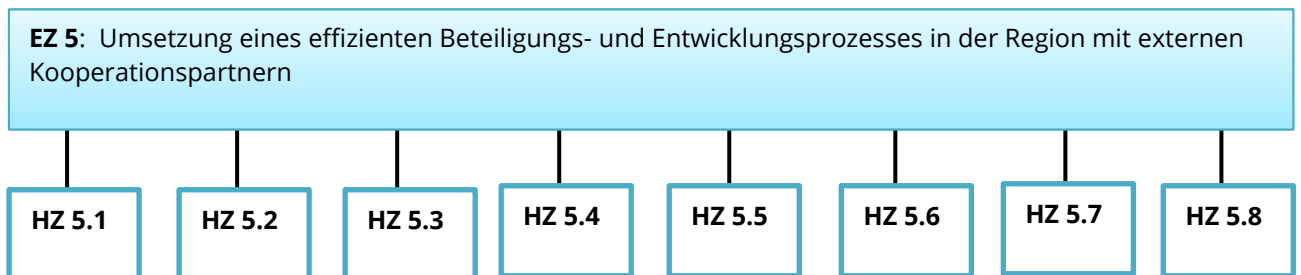 EZ 5:  Umsetzung eines effizienten Beteiligungs- und Entwicklungsprozesses in der Region mit externen
Kooperationspartnern
HZ 5.1
HZ 5.2
HZ 5.3
HZ 5.4
HZ 5.5
HZ 5.6
HZ 5.7
HZ 5.8